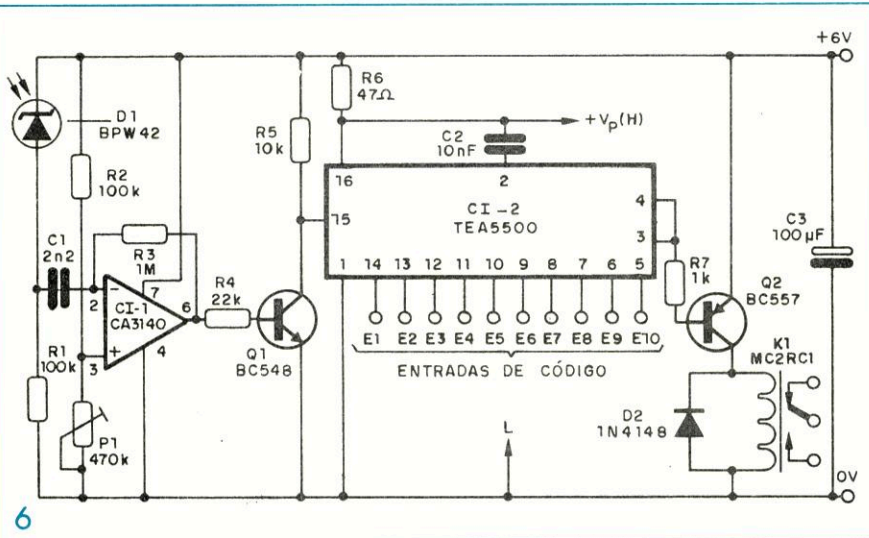 +6V
D1
BPW 42
R2
100k
C1
2n2
R3
1M
2
3
7
4
6
CI-1
CA3140
R1
100k
P1
470k
R4
22k
Q1
BC548
R5
10k
R6
47Ω
+Vp(H)
C2
10nF
16
2
15
CI-2
TEA5500
4
3
1 14 13 12 11 10 9 8 7 6 5
E1 E2 E3 E4 E5 E6 E7 E8 E9 E10
ENTRADAS DE CÓDIGO
R7
1k
Q2
BC557
C3
100µF
K1
MC2RC1
D2
1N4148
L
0V
6